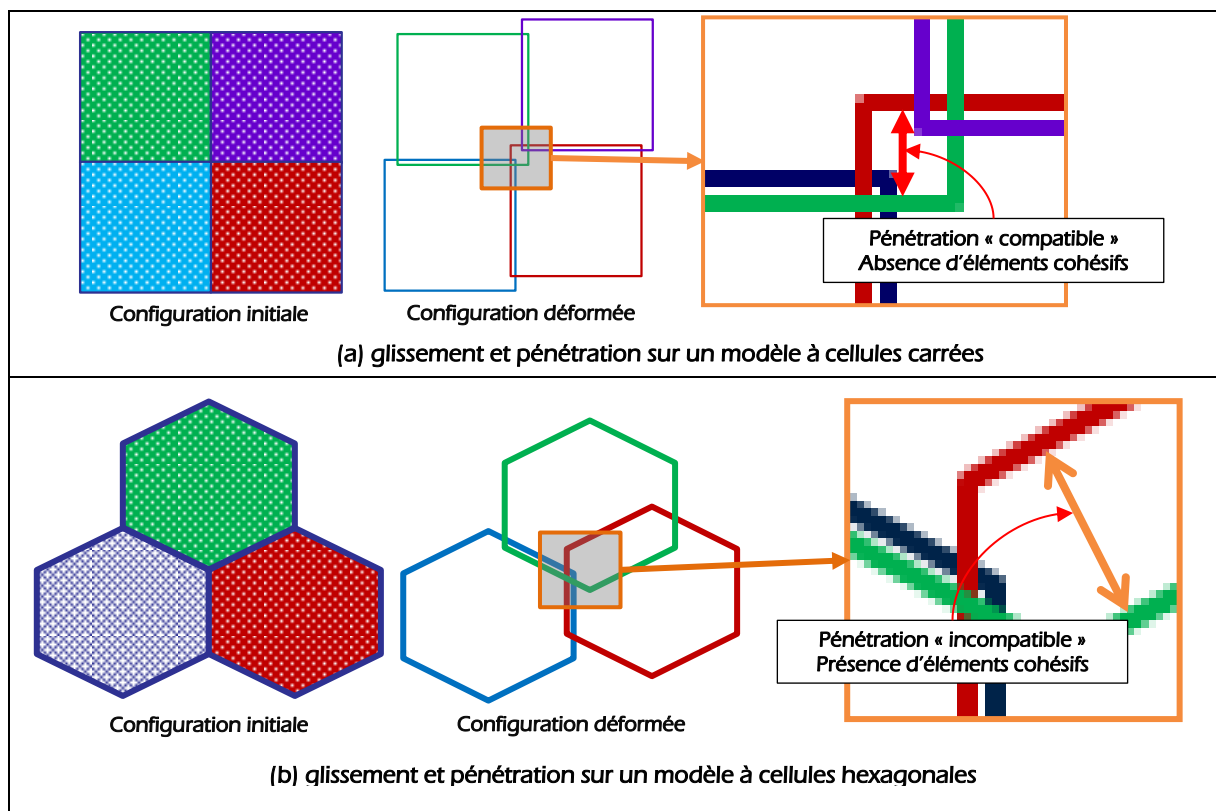 Pénétration « compatible »
Absence d'éléments cohésifs
Configuration initiale
Configuration déformée
(a) glissement et pénétration sur un modèle à cellules carrées
Pénétration « incompatible »
Présence d'éléments cohésifs
Configuration initiale
Configuration déformée
(b) glissement et pénétration sur un modèle à cellules hexagonales